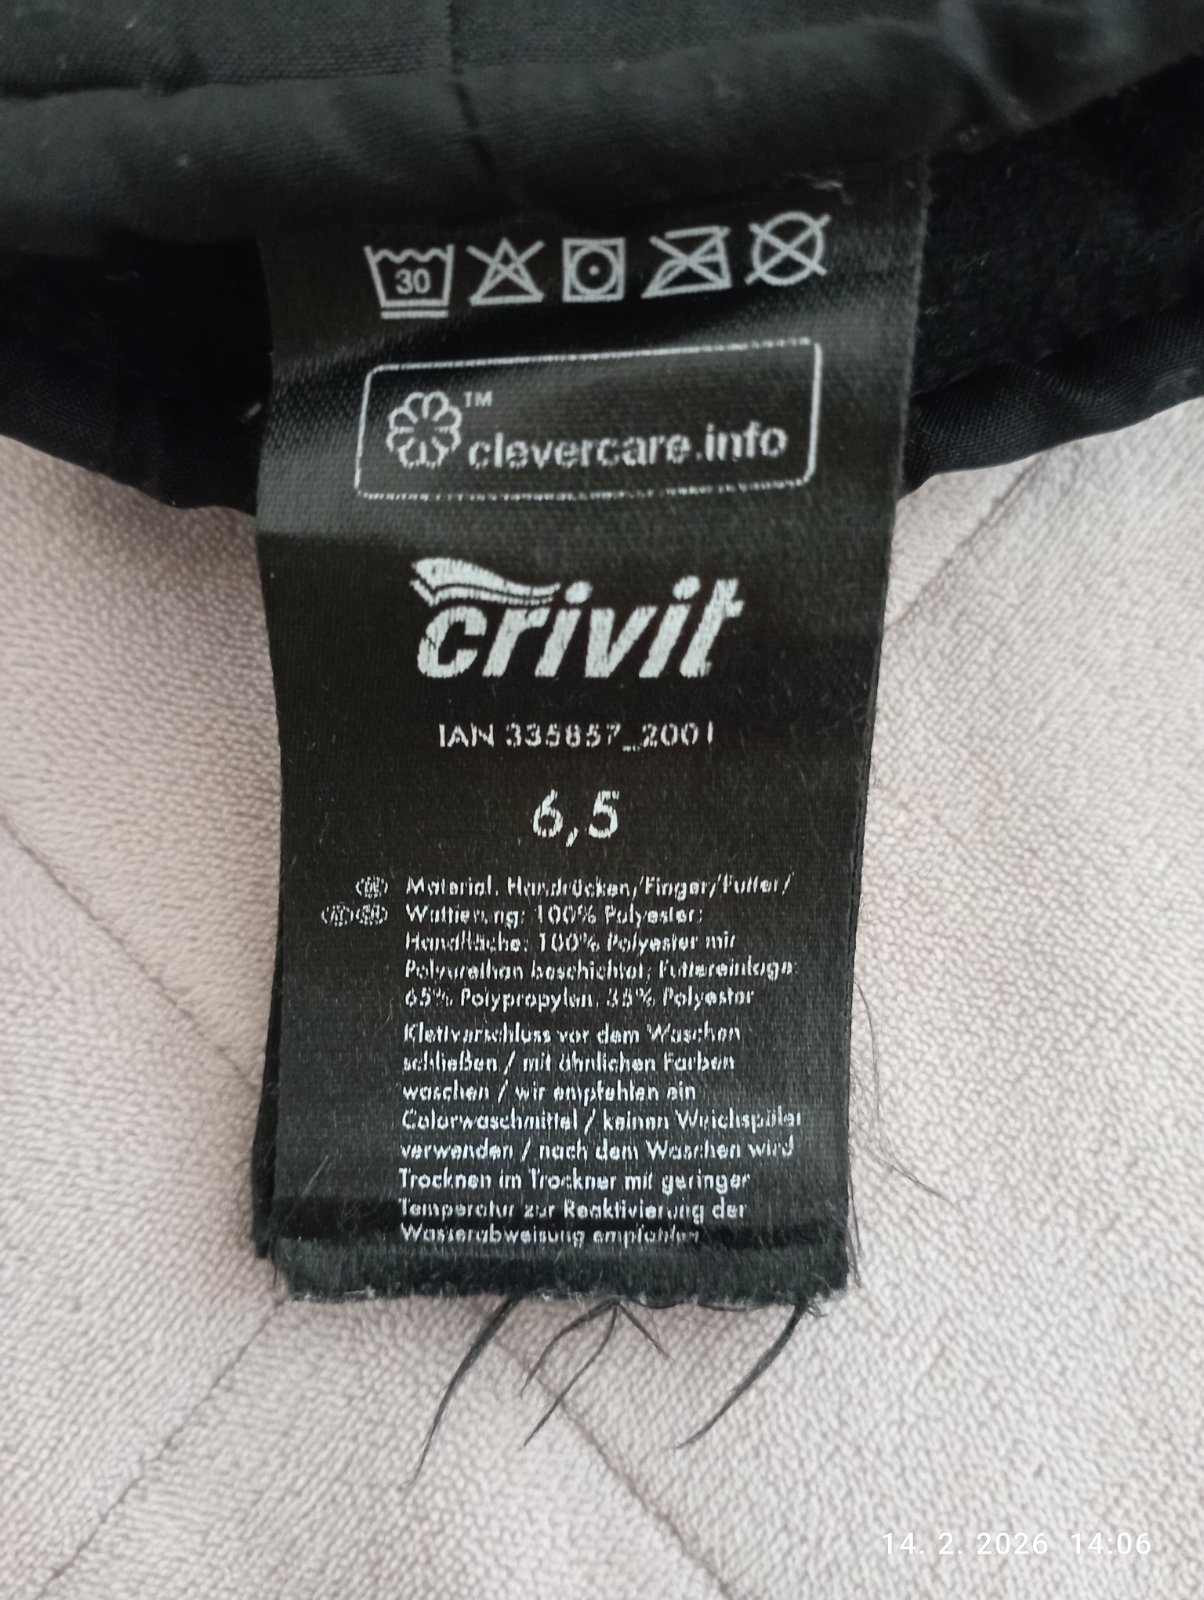 30
™
clevercare.info
crivit
IAN 335857_2001
6,5
Material: Handrücken/Finger/Futter/
Wattierung: 100% Polyester;
Handfläche: 100% Polyester mit
Polyurethan beschichtet; Futtereinlage:
65% Polypropylen, 35% Polyester
Klettverschluss vor dem Waschen
schließen / mit ähnlichen Farben
waschen / wir empfehlen ein
Colorwaschmittel / keinen Weichspüler
verwenden / nach dem Waschen wird
Trocknen im Trockner mit geringer
Temperatur zur Reaktivierung der
Wasserabweisung empfohlen
14. 2. 2026 14:06